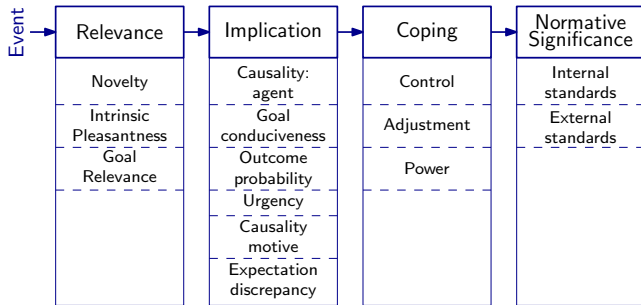 Event
Relevance
Novelty
Intrinsic
Pleasantness
Goal
Relevance
Implication
Causality:
agent
Goal
conduciveness
Outcome
probability
Urgency
Causality
motive
Expectation
discrepancy
Coping
Control
Adjustment
Power
Normative
Significance
Internal
standards
External
standards